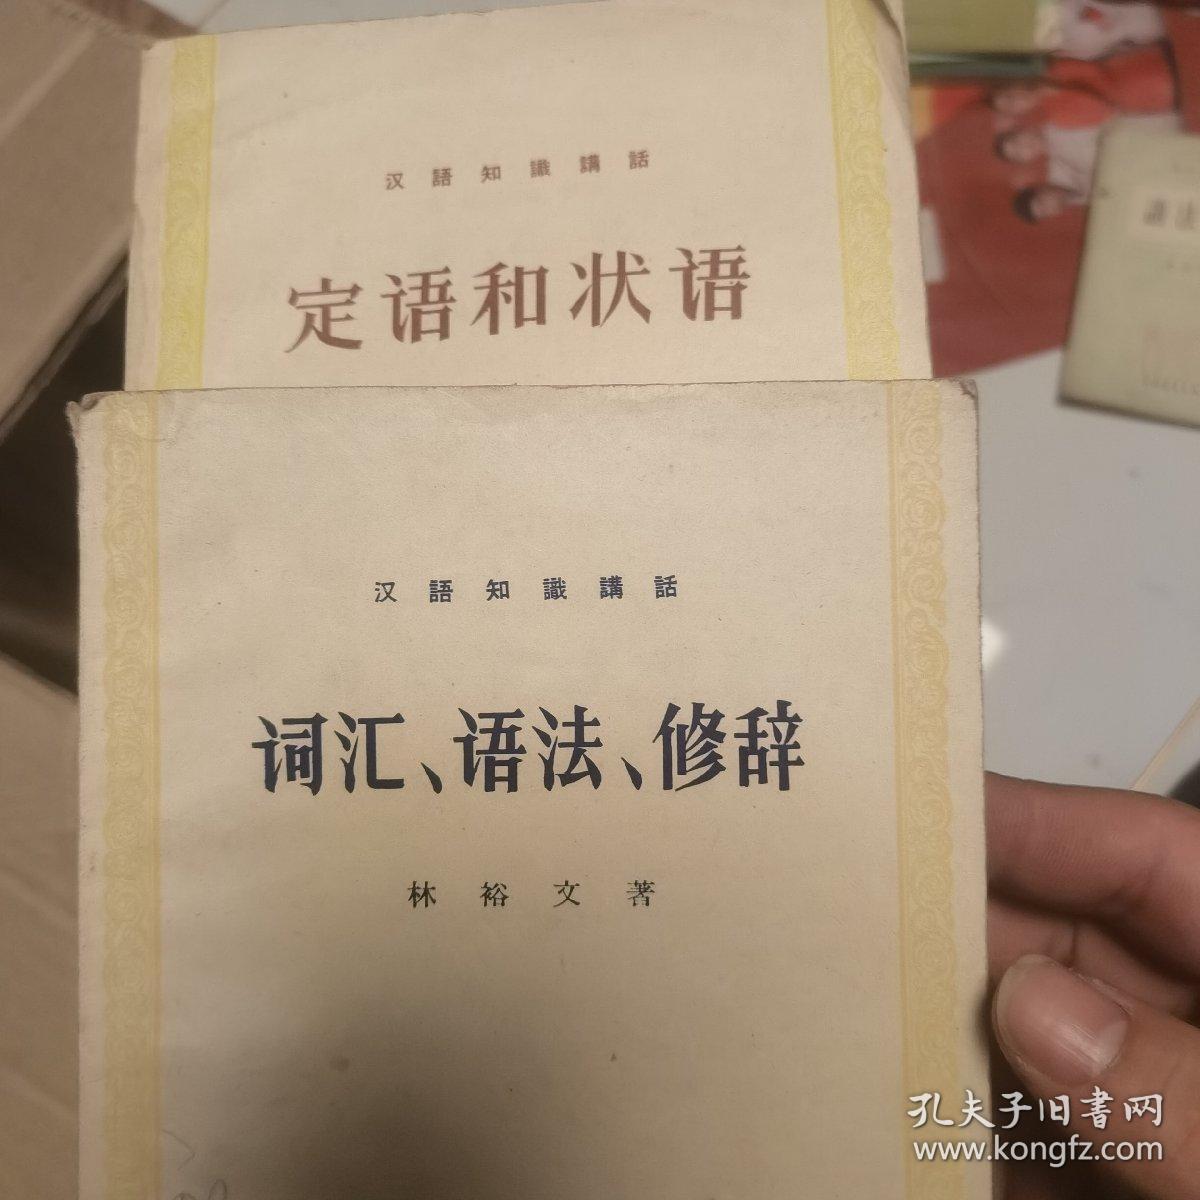 汉語知識講話
定语和状语
汉語知識講話
词汇、语法、修辞
林裕文著
孔夫子旧書网
www.kongfz.com